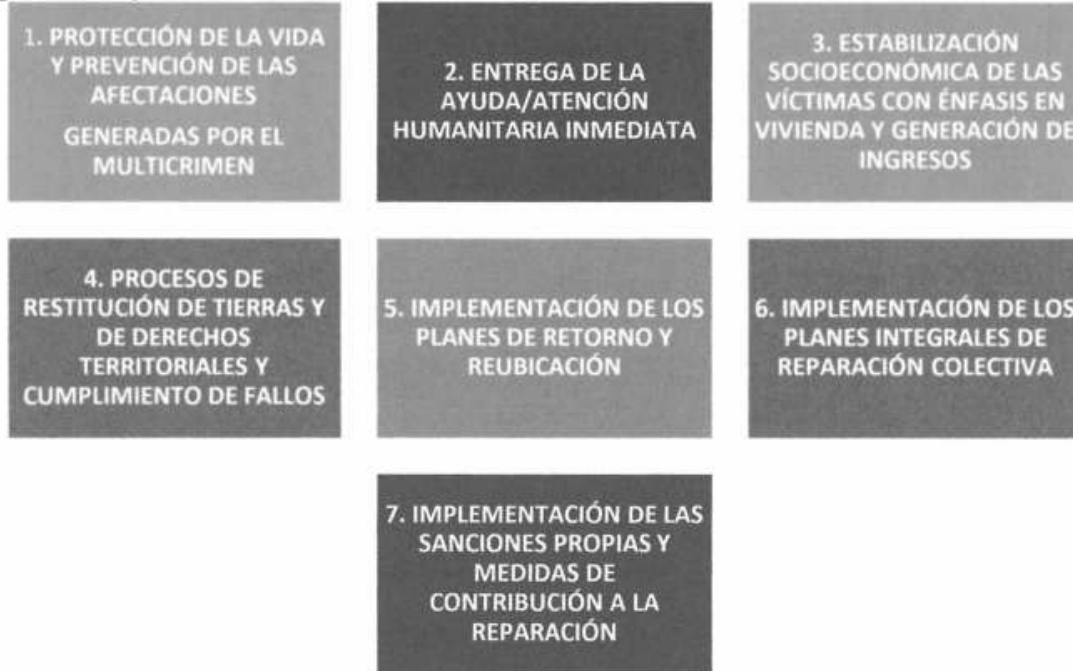 1. PROTECCIÓN DE LA VIDA
Y PREVENCIÓN DE LAS
AFECTACIONES
GENERADAS POR EL
MULTICRIMEN
2. ENTREGA DE LA
AYUDA/ATENCIÓN
HUMANITARIA INMEDIATA
3. ESTABILIZACIÓN
SOCIOECONÓMICA DE LAS
VÍCTIMAS CON ÉNFASIS EN
VIVIENDA Y GENERACIÓN DE
INGRESOS
4. PROCESOS DE
RESTITUCIÓN DE TIERRAS Y
DE DERECHOS
TERRITORIALES Y
CUMPLIMIENTO DE FALLOS
5. IMPLEMENTACIÓN DE LOS
PLANES DE RETORNO Y
REUBICACIÓN
6. IMPLEMENTACIÓN DE LOS
PLANES INTEGRALES DE
REPARACIÓN COLECTIVA
7. IMPLEMENTACIÓN DE LAS
SANCIONES PROPIAS Y
MEDIDAS DE
CONTRIBUCIÓN A LA
REPARACIÓN